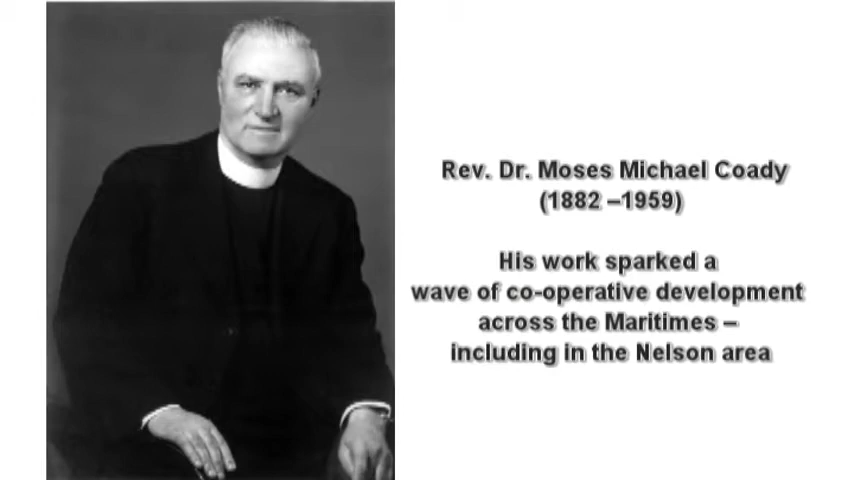 Rev. Dr. Moses Michael Coady
(1882 –1959)
His work sparked a
wave of co-operative development
across the Maritimes –
including in the Nelson area